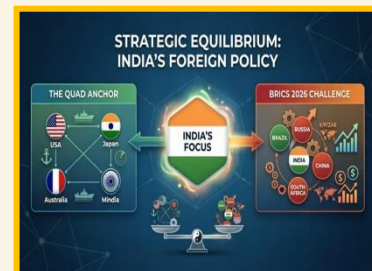 STRATEGIC EQUILIBRIUM:
INDIA'S FOREIGN POLICY
THE QUAD ANCHOR
BRICS 2026 CHALLENGE
USA
Japan
Australia
Mindia
INDIA'S
FOCUS
BRAZIL
RUSSIA
INDIA
CHINA
SOUTH
AFRICA